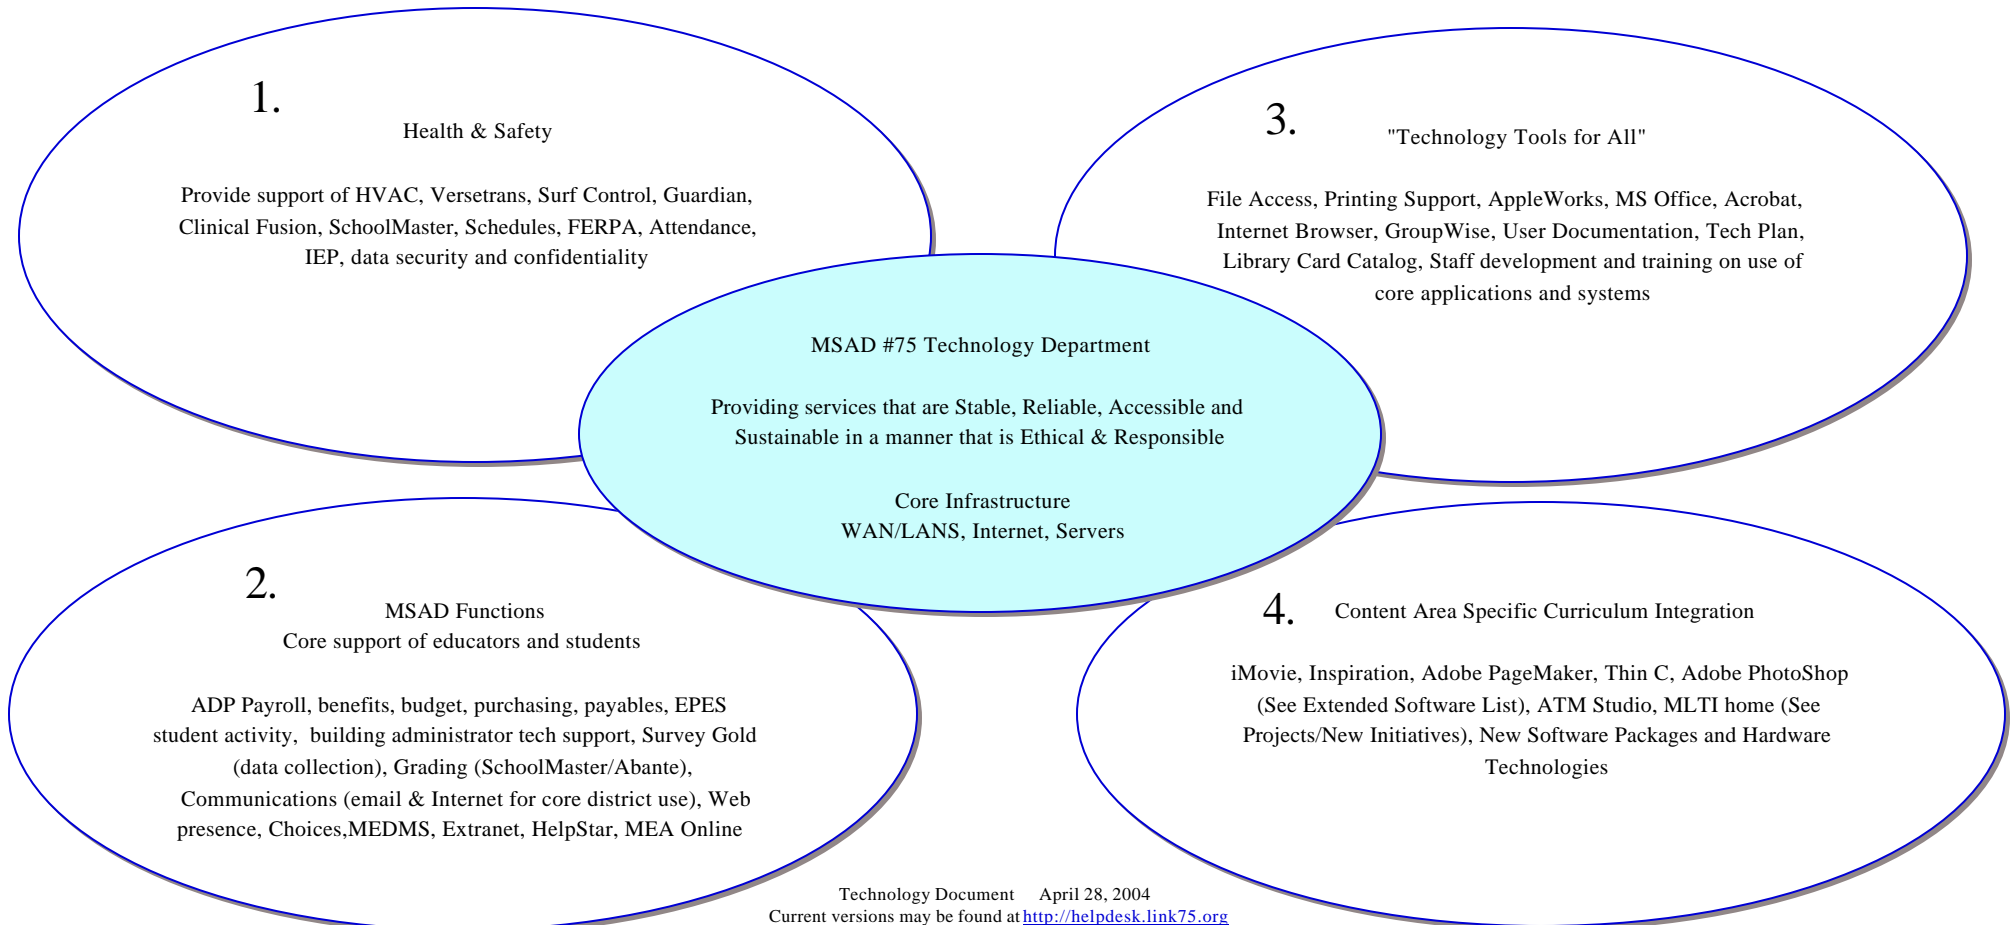 1.
Health & Safety
Provide support of HVAC, Versetrans, Surf Control, Guardian,
Clinical Fusion, SchoolMaster, Schedules, FERPA, Attendance,
IEP, data security and confidentiality
3.
"Technology Tools for All"
File Access, Printing Support, AppleWorks, MS Office, Acrobat,
Internet Browser, GroupWise, User Documentation, Tech Plan,
Library Card Catalog, Staff development and training on use of
core applications and systems
MSAD #75 Technology Department
Providing services that are Stable, Reliable, Accessible and
Sustainable in a manner that is Ethical & Responsible
Core Infrastructure
WAN/LANS, Internet, Servers
2.
MSAD Functions
Core support of educators and students
ADP Payroll, benefits, budget, purchasing, payables, EPES
student activity,  building administrator tech support, Survey Gold
(data collection), Grading (SchoolMaster/Abante),
Communications (email & Internet for core district use), Web
presence, Choices,MEDMS, Extranet, HelpStar, MEA Online
4.
Content Area Specific Curriculum Integration
iMovie, Inspiration, Adobe PageMaker, Thin C, Adobe PhotoShop
(See Extended Software List), ATM Studio, MLTI home (See
Projects/New Initiatives), New Software Packages and Hardware
Technologies
Technology Document    April 28, 2004
Current versions may be found at http://helpdesk.link75.org